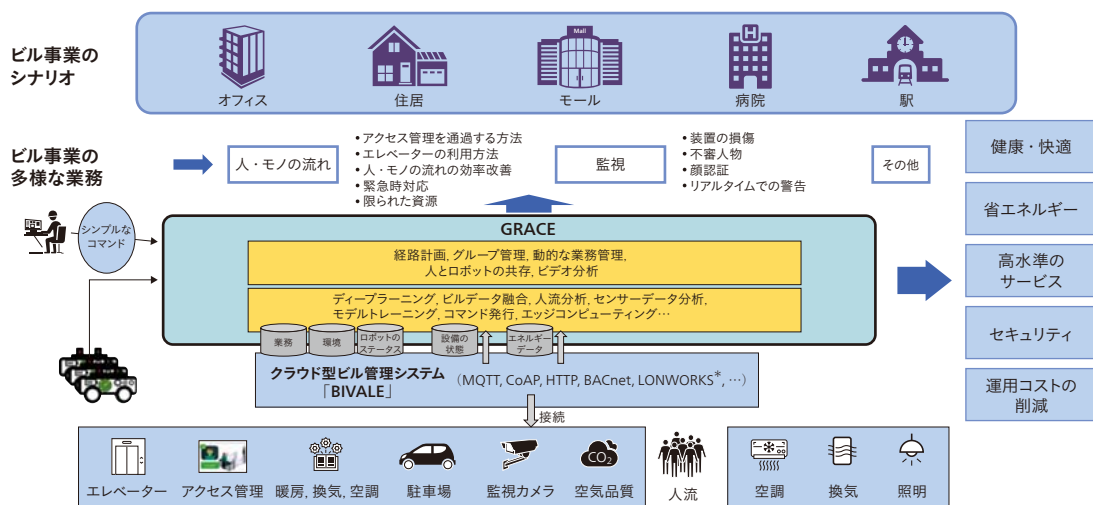 ビル事業の
シナリオ
オフィス
住居
Mall
モール
H
病院
駅
ビル事業の
多様な業務
人・モノの流れ
• アクセス管理を通過する方法
• エレベーターの利用方法
• 人・モノの流れの効率改善
• 緊急時対応
• 限られた資源
監視
• 装置の損傷
• 不審人物
• 顔認証
• リアルタイムでの警告
その他
シンプルな
コマンド
GRACE
経路計画, グループ管理, 動的な業務管理,
人とロボットの共存, ビデオ分析
ディープラーニング, ビルデータ融合, 人流分析, センサーデータ分析,
モデルトレーニング, コマンド発行, エッジコンピューティング…
業務
環境
ロボットの
ステータス
設備の
状態
エネルギー
データ
クラウド型ビル管理システム
「BIVALE」
（MQTT, CoAP, HTTP, BACnet, LONWORKS*, …）
接続
エレベーター
アクセス管理
暖房, 換気, 空調
駐車場
監視カメラ
CO2
空気品質
人流
空調
換気
照明
健康・快適
省エネルギー
高水準の
サービス
セキュリティ
運用コストの
削減